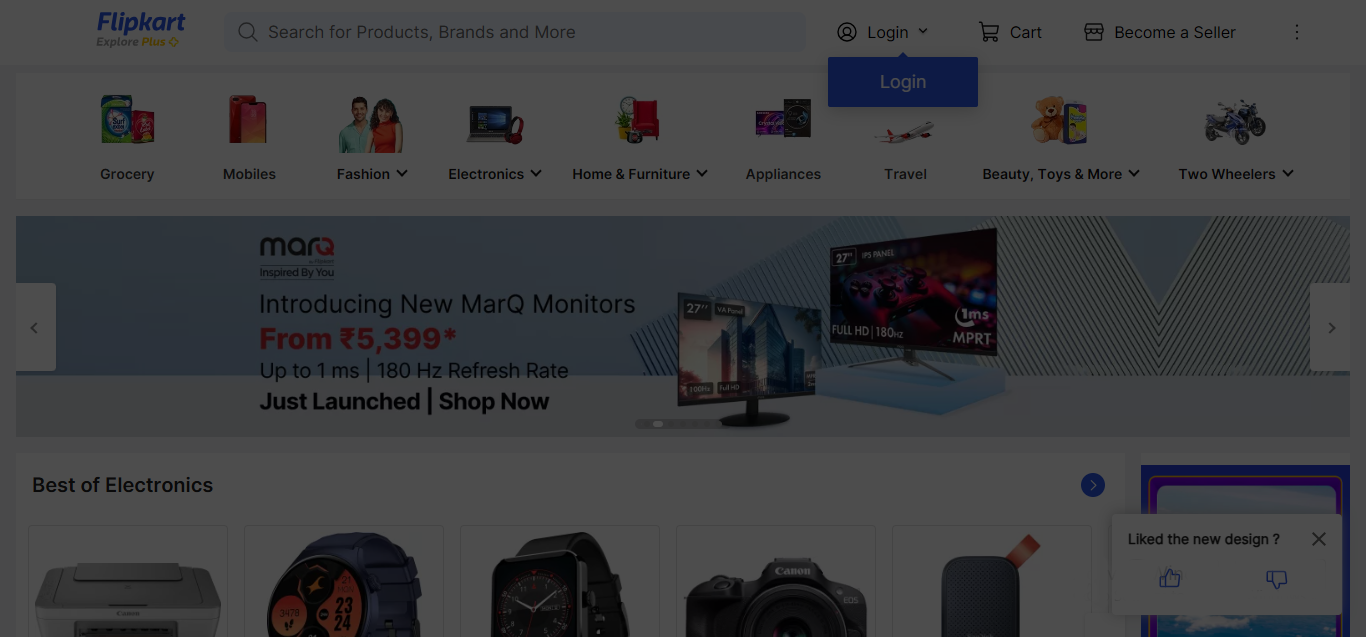 Flipkart
Explore Plus
Search for Products, Brands and More
Login
Cart
Become a Seller
Login
Grocery
Mobiles
Fashion
Electronics
Home & Furniture
Appliances
Travel
Beauty, Toys & More
Two Wheelers
marQ
Inspired By You
Introducing New MarQ Monitors
From ₹5,399*
Up to 1 ms | 180 Hz Refresh Rate
Just Launched | Shop Now
27" VA Panel
100Hz Full HD
27" IPS PANEL
FULL HD | 180HZ
1ms
MPRT
Best of Electronics
Liked the new design ?
Canon
3478
23
24
Canon
EOS